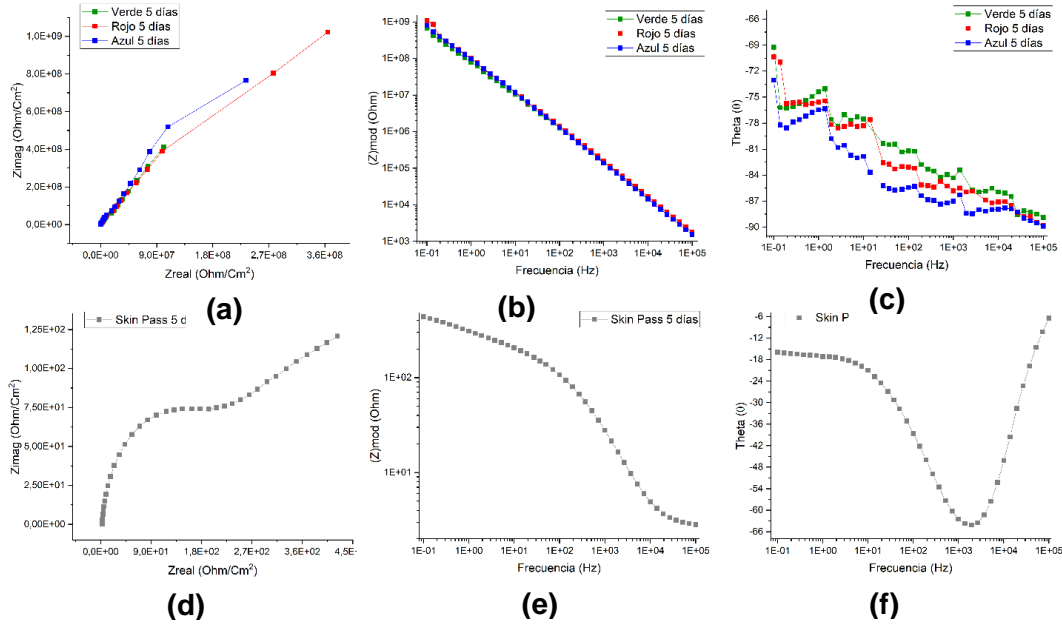 Verde 5 días
Rojo 5 días
Azul 5 días
1,0E+09
8,0E+08
6,0E+08
4,0E+08
2,0E+08
0,0E+00
Zimag (Ohm/Cm²)
0,0E+00 9,0E+07 1,8E+08 2,7E+08 3,6E+08
Zreal (Ohm/Cm²)
(a)
Verde 5 días
Rojo 5 días
Azul 5 días
1E+09
1E+08
1E+07
1E+06
1E+05
1E+04
1E+03
(Z)mod (Ohm)
1E-01 1E+00 1E+01 1E+02 1E+03 1E+04 1E+05
Frecuencia (Hz)
(b)
Verde 5 días
Rojo 5 días
Azul 5 días
-66
-69
-72
-75
-78
-81
-84
-87
-90
Theta (θ)
1E-01 1E+00 1E+01 1E+02 1E+03 1E+04 1E+05
Frecuencia (Hz)
(c)
Skin Pass 5 d
1,25E+02
1,00E+02
7,50E+01
5,00E+01
2,50E+01
0,00E+00
Zimag (Ohm/Cm²)
0,0E+00 9,0E+01 1,8E+02 2,7E+02 3,6E+02 4,5E+
Zreal (Ohm/Cm²)
(d)
Skin Pass 5 días
1E+02
1E+01
(Z)mod (Ohm)
1E-01 1E+00 1E+01 1E+02 1E+03 1E+04 1E+05
Frecuencia (Hz)
(e)
Skin P
-6
-12
-18
-24
-30
-36
-42
-48
-54
-60
-66
Theta (θ)
1E-01 1E+00 1E+01 1E+02 1E+03 1E+04 1E+05
Frecuencia (Hz)
(f)